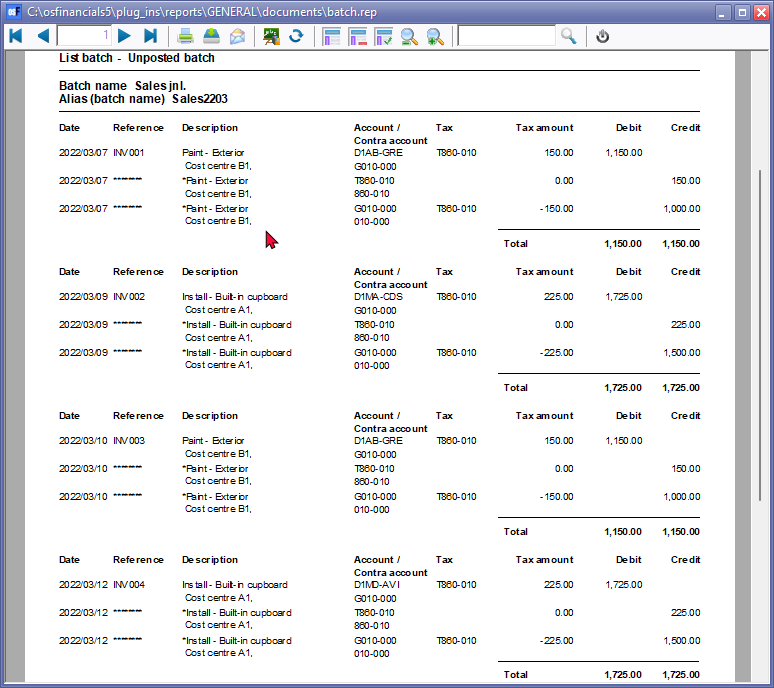 C:\osfinancials5\plug_ins\reports\GENERAL\documents\batch.rep
1
List batch - Unposted batch
Batch name Sales jnl.
Alias (batch name) Sales2203
Date Reference Description Account / Tax Tax amount Debit Credit
Contra account
2022/03/07 INV001 Paint - Exterior D1AB-GRE T860-010 150.00 1,150.00
Cost centre B1, G010-000
2022/03/07 ******** *Paint - Exterior T860-010 0.00 150.00
Cost centre B1, 860-010
2022/03/07 ******** *Paint - Exterior G010-000 T860-010 -150.00 1,000.00
Cost centre B1, 010-000
Total 1,150.00 1,150.00
Date Reference Description Account / Tax Tax amount Debit Credit
Contra account
2022/03/09 INV002 Install - Built-in cupboard D1MA-CDS T860-010 225.00 1,725.00
Cost centre A1, G010-000
2022/03/09 ******** *Install - Built-in cupboard T860-010 0.00 225.00
Cost centre A1, 860-010
2022/03/09 ******** *Install - Built-in cupboard G010-000 T860-010 -225.00 1,500.00
Cost centre A1, 010-000
Total 1,725.00 1,725.00
Date Reference Description Account / Tax Tax amount Debit Credit
Contra account
2022/03/10 INV003 Paint - Exterior D1AB-GRE T860-010 150.00 1,150.00
Cost centre B1, G010-000
2022/03/10 ******** *Paint - Exterior T860-010 0.00 150.00
Cost centre B1, 860-010
2022/03/10 ******** *Paint - Exterior G010-000 T860-010 -150.00 1,000.00
Cost centre B1, 010-000
Total 1,150.00 1,150.00
Date Reference Description Account / Tax Tax amount Debit Credit
Contra account
2022/03/12 INV004 Install - Built-in cupboard D1MD-AVI T860-010 225.00 1,725.00
Cost centre A1, G010-000
2022/03/12 ******** *Install - Built-in cupboard T860-010 0.00 225.00
Cost centre A1, 860-010
2022/03/12 ******** *Install - Built-in cupboard G010-000 T860-010 -225.00 1,500.00
Cost centre A1, 010-000
Total 1,725.00 1,725.00